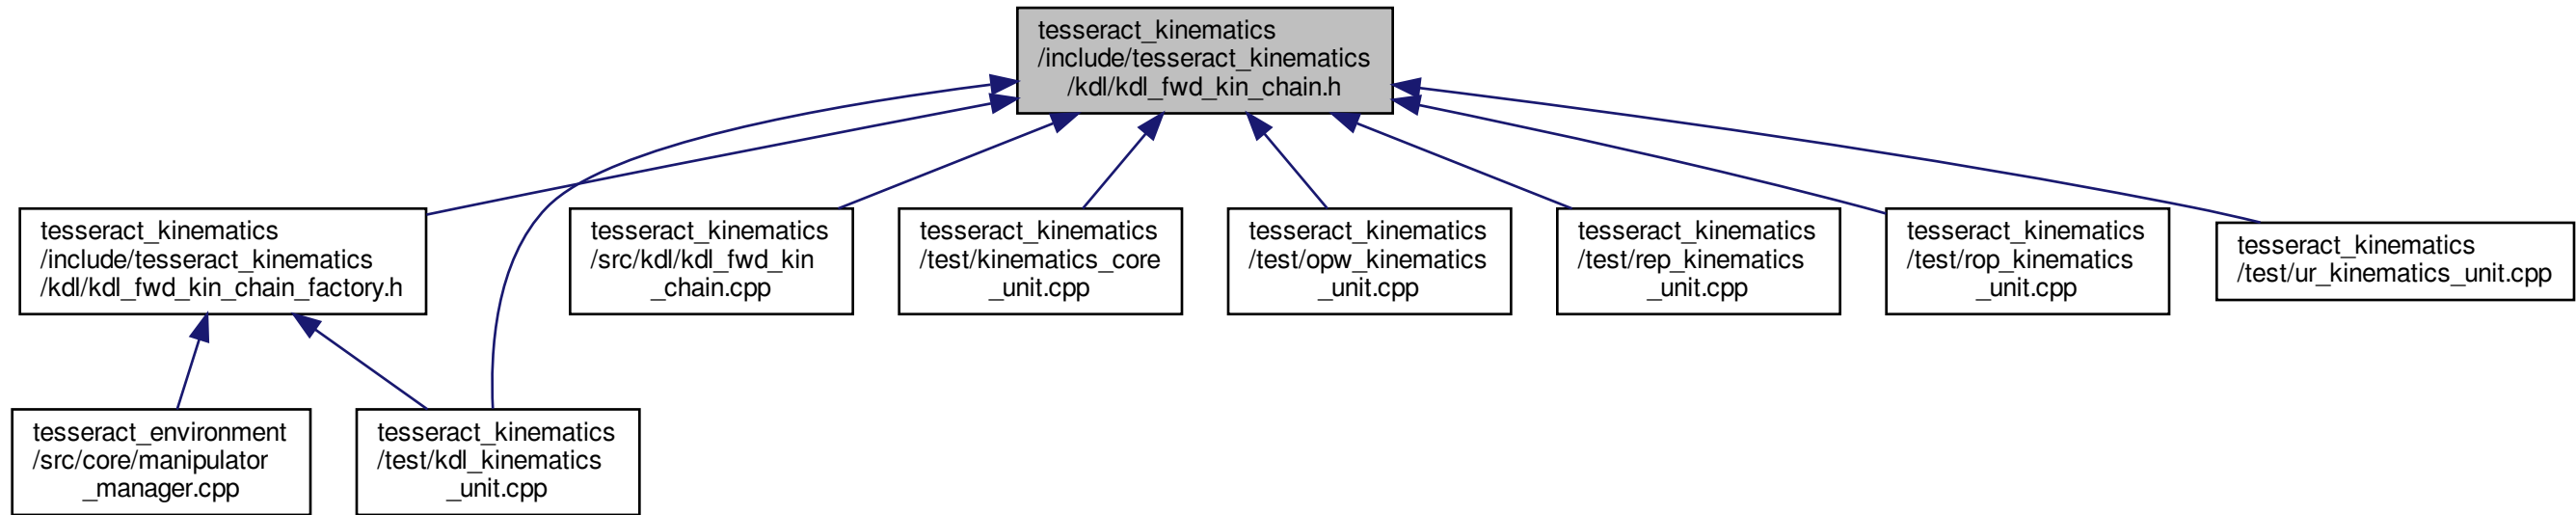 tesseract_kinematics
/include/tesseract_kinematics
/kdl/kdl_fwd_kin_chain.h
tesseract_kinematics
/include/tesseract_kinematics
/kdl/kdl_fwd_kin_chain_factory.h
tesseract_kinematics
/src/kdl/kdl_fwd_kin
_chain.cpp
tesseract_kinematics
/test/kinematics_core
_unit.cpp
tesseract_kinematics
/test/opw_kinematics
_unit.cpp
tesseract_kinematics
/test/rep_kinematics
_unit.cpp
tesseract_kinematics
/test/rop_kinematics
_unit.cpp
tesseract_kinematics
/test/ur_kinematics_unit.cpp
tesseract_environment
/src/core/manipulator
_manager.cpp
tesseract_kinematics
/test/kdl_kinematics
_unit.cpp